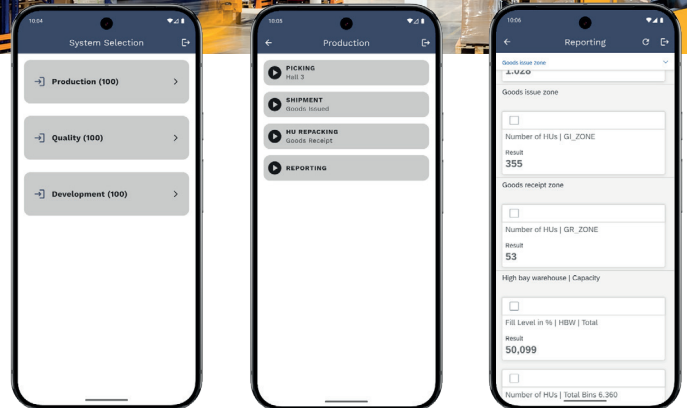 10:04
System Selection
Production (100)
Quality (100)
Development (100)
10:05
Production
PICKING
Hall 3
SHIPMENT
Goods Issued
HU REPACKING
Goods Receipt
REPORTING
10:06
Reporting
Goods issue zone
1.028
Goods issue zone
Number of HUs | GI_ZONE
Result
355
Goods receipt zone
Number of HUs | GR_ZONE
Result
53
High bay warehouse | Capacity
Fill Level in % | HBW | Total
Result
50,099
Number of HUs | Total Bins 6.360